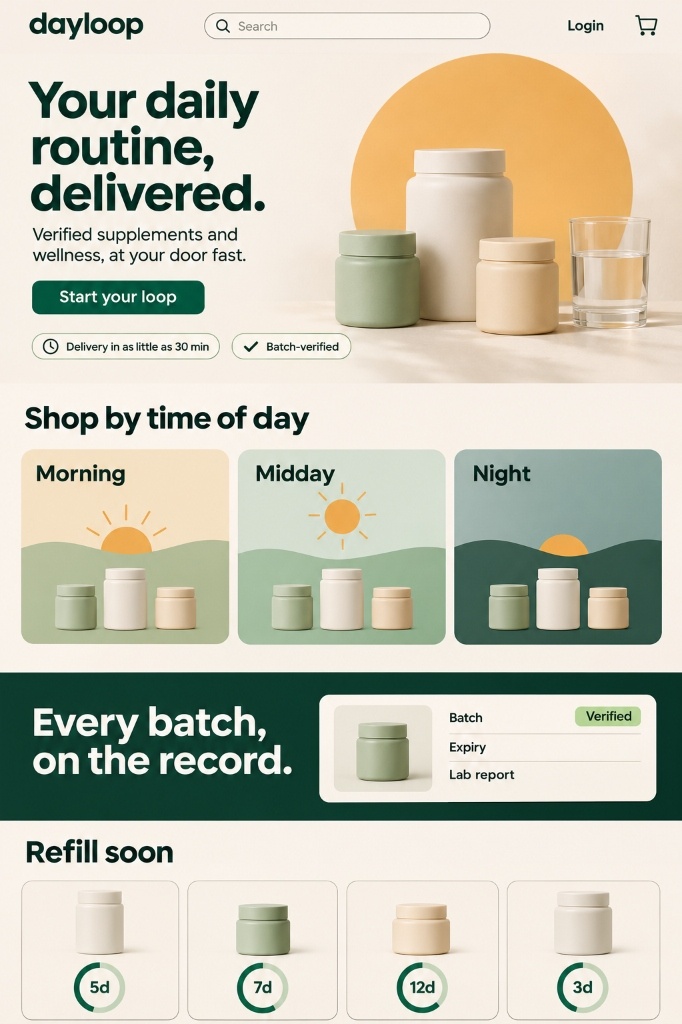 dayloop
Search
Login
Your daily
routine,
delivered.
Verified supplements and
wellness, at your door fast.
Start your loop
Delivery in as little as 30 min
Batch-verified
Shop by time of day
Morning
Midday
Night
Every batch,
on the record.
Batch
Verified
Expiry
Lab report
Refill soon
5d
7d
12d
3d